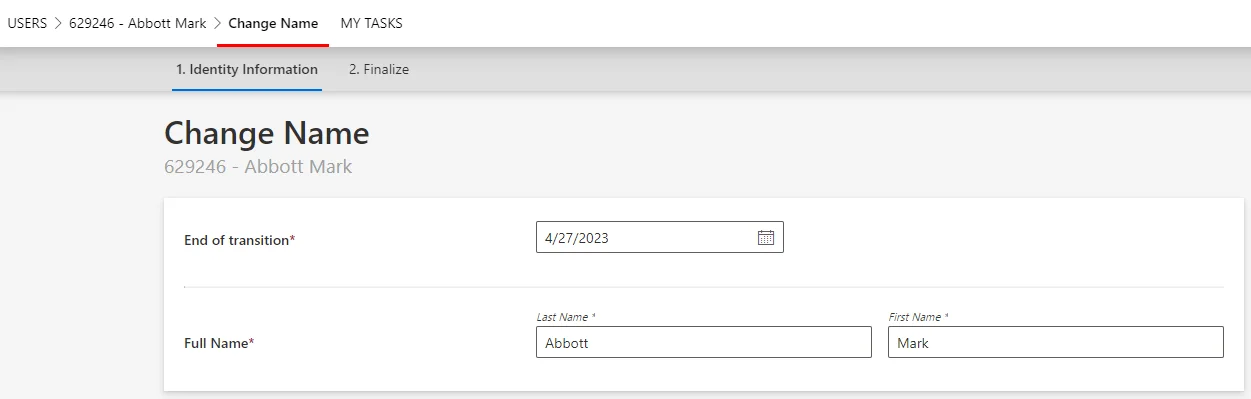 USERS > 629246 - Abbott Mark > Change Name MY TASKS
1. Identity Information 2. Finalize
Change Name
629246 - Abbott Mark
End of transition* 4/27/2023
Last Name * First Name *
Full Name* Abbott Mark